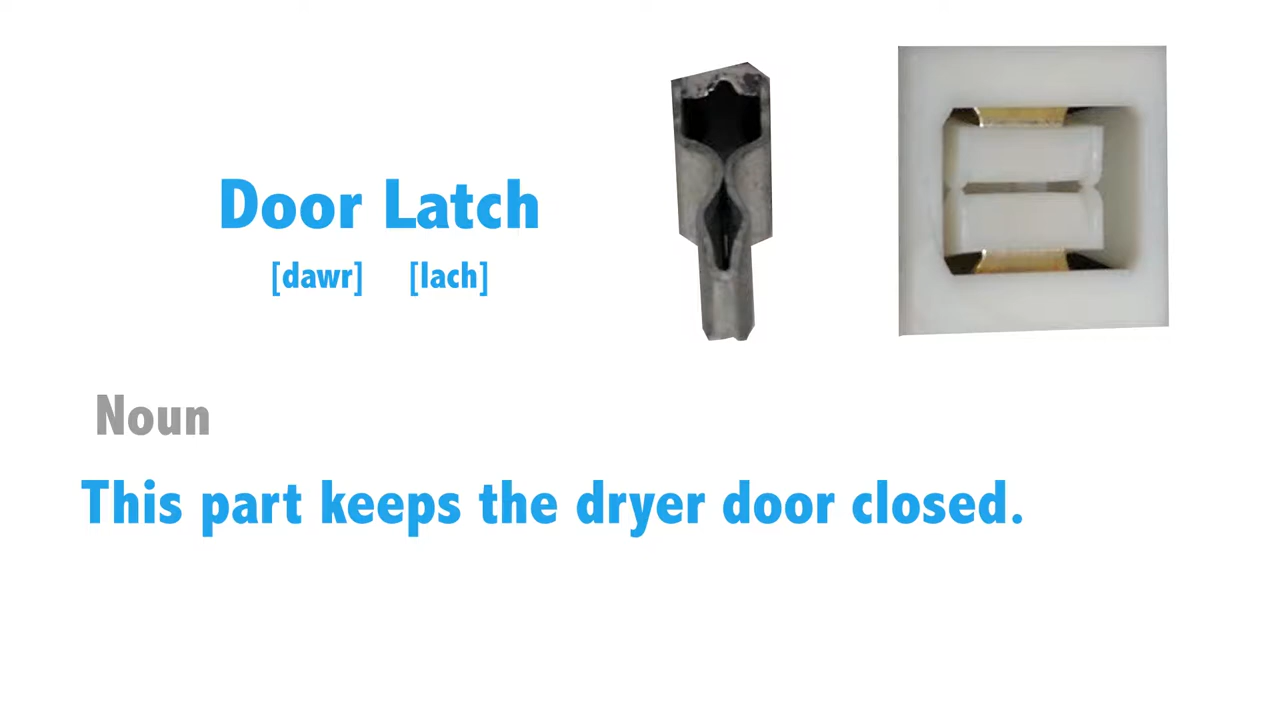 Door Latch
[dawr] [lach]
Noun
This part keeps the dryer door closed.